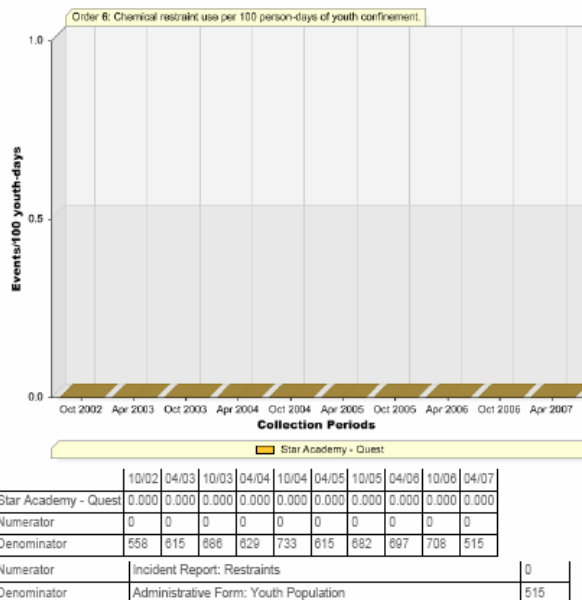 Order 6: Chemical restraint use per 100 person-days of youth confinement.
1.0
0.5
0.0
Events/100 youth-days
Oct 2002 Apr 2003 Oct 2003 Apr 2004 Oct 2004 Apr 2005 Oct 2005 Apr 2006 Oct 2006 Apr 2007
Collection Periods
Star Academy - Quest
10/02 04/03 10/03 04/04 10/04 04/05 10/05 04/06 10/06 04/07
Star Academy - Quest 0.000 0.000 0.000 0.000 0.000 0.000 0.000 0.000 0.000 0.000
Numerator 0 0 0 0 0 0 0 0 0 0
Denominator 558 615 686 629 733 615 682 697 708 515
Numerator Incident Report: Restraints 0
Denominator Administrative Form: Youth Population 515